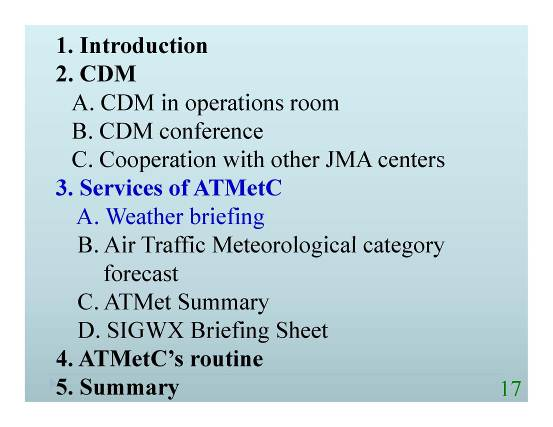 1. Introduction
2. CDM
A. CDM in operations room
B. CDM conference
C. Cooperation with other JMA centers
3. Services of ATMetC
A. Weather briefing
B. Air Traffic Meteorological category
forecast
C. ATMet Summary
D. SIGWX Briefing Sheet
4. ATMetC’s routine
5. Summary
17